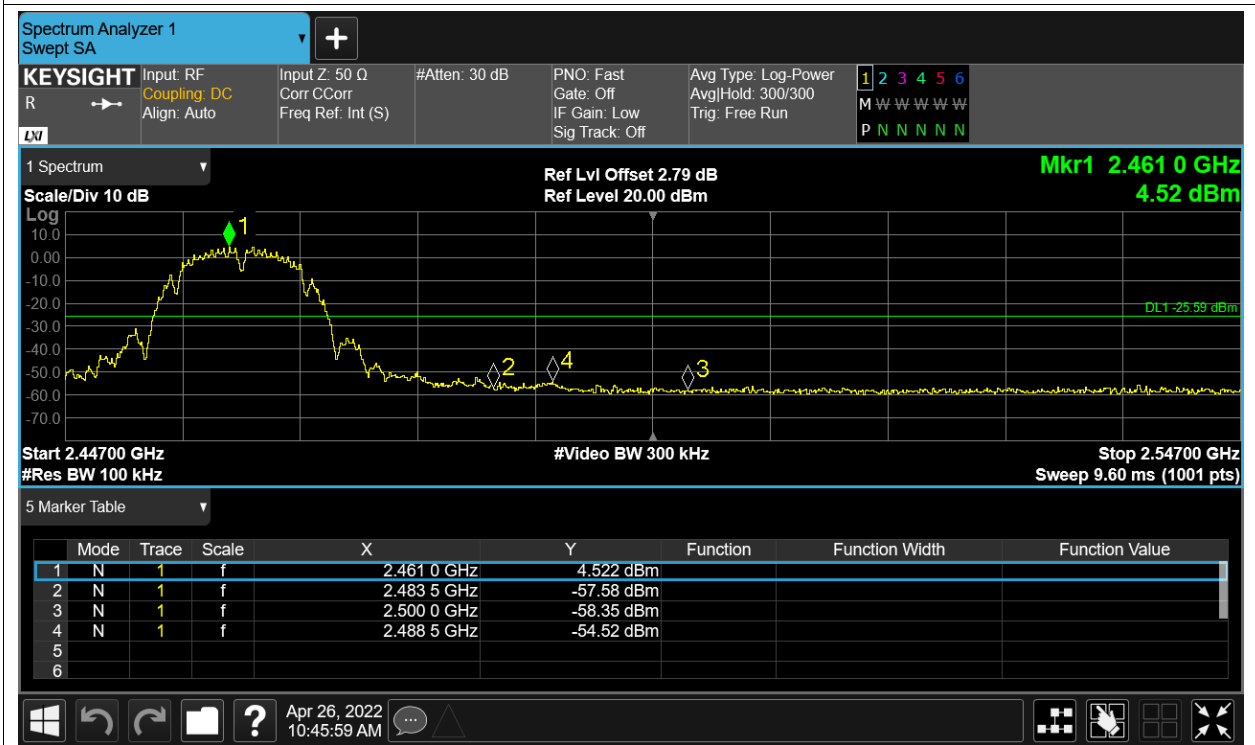 Spectrum Analyzer 1
Swept SA
KEYSIGHT
R
LXI
Input: RF
Coupling: DC
Align: Auto
Input Z: 50 Ω
Corr CCorr
Freq Ref: Int (S)
#Atten: 30 dB
PNO: Fast
Gate: Off
IF Gain: Low
Sig Track: Off
Avg Type: Log-Power
Avg|Hold: 300/300
Trig: Free Run
1 2 3 4 5 6
M W W W W W
P N N N N N
1 Spectrum
Scale/Div 10 dB
Ref Lvl Offset 2.79 dB
Ref Level 20.00 dBm
Mkr1 2.461 0 GHz
4.52 dBm
Log
10.0
0.00
-10.0
-20.0
-30.0
-40.0
-50.0
-60.0
-70.0
1
2
4
3
DL1 -25.59 dBm
Start 2.44700 GHz
#Res BW 100 kHz
#Video BW 300 kHz
Stop 2.54700 GHz
Sweep 9.60 ms (1001 pts)
5 Marker Table
Mode Trace Scale X Y Function Function Width Function Value
1 N 1 f 2.461 0 GHz 4.522 dBm
2 N 1 f 2.483 5 GHz -57.58 dBm
3 N 1 f 2.500 0 GHz -58.35 dBm
4 N 1 f 2.488 5 GHz -54.52 dBm
5
6
?
Apr 26, 2022
10:45:59 AM